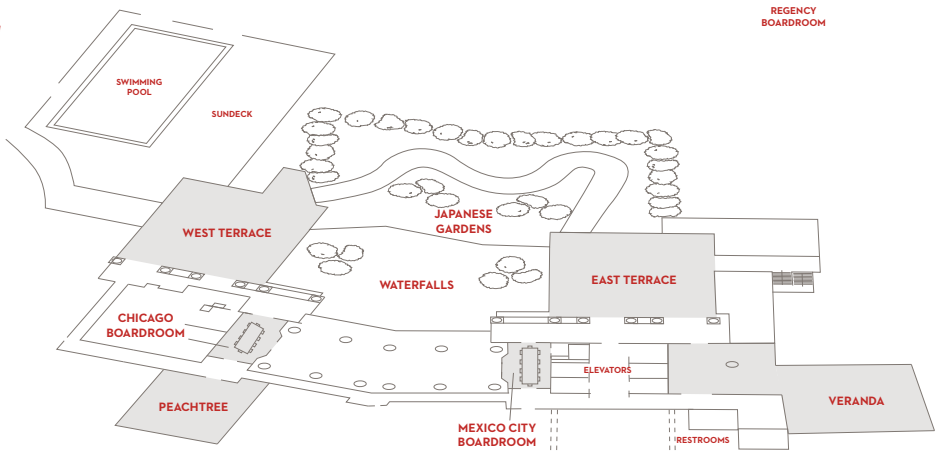 REGENCY
BOARDROOM
SWIMMING
POOL
SUNDECK
JAPANESE
GARDENS
WEST TERRACE
WATERFALLS
EAST TERRACE
CHICAGO
BOARDROOM
ELEVATORS
PEACHTREE
VERANDA
MEXICO CITY
BOARDROOM
RESTROOMS